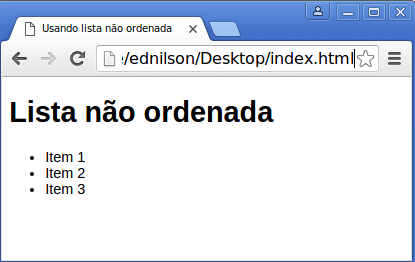 Usando lista não ordenada
/ednilson/Desktop/index.html
Lista não ordenada
Item 1
Item 2
Item 3